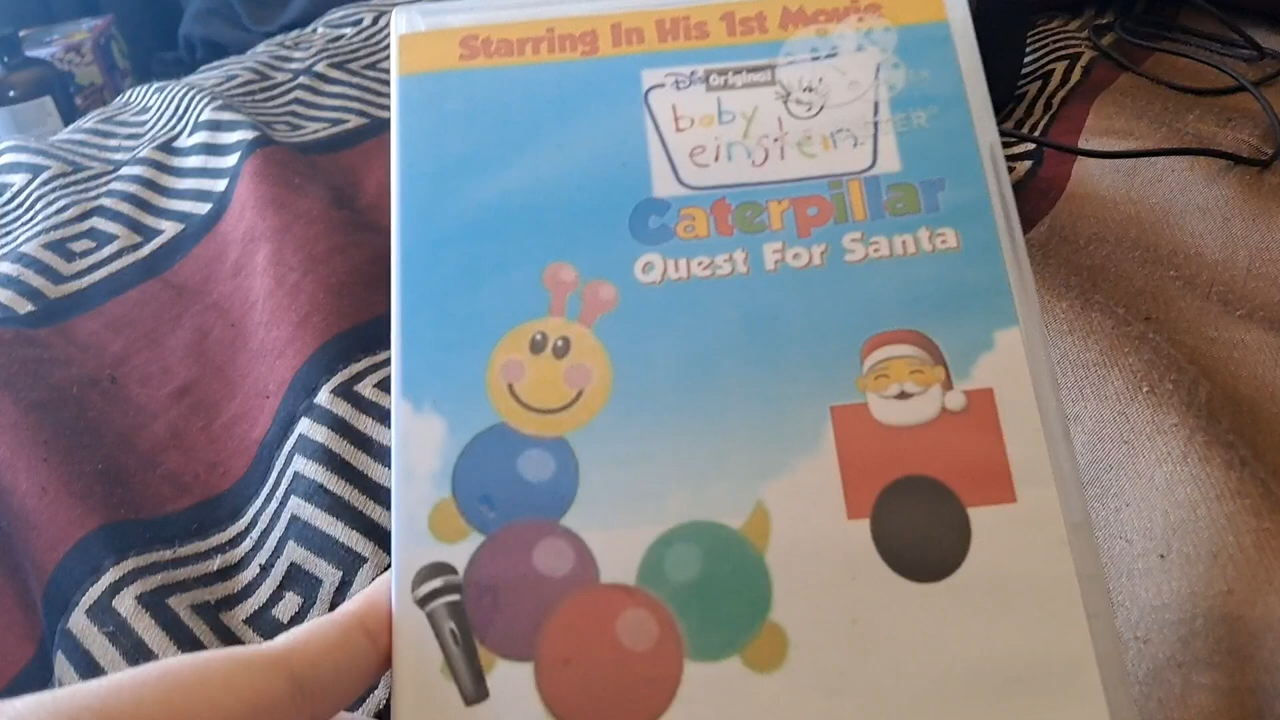 Starring In His 1st Movie
Disney Original
baby
einstein
Caterpillar
Quest For Santa